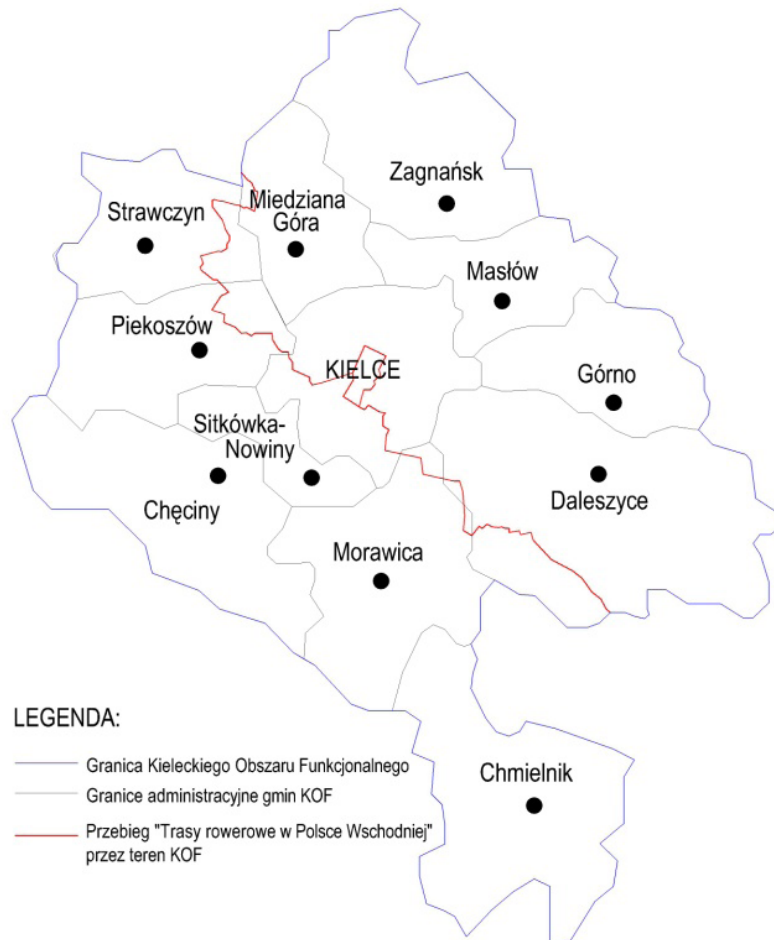 Zagnańsk
Miedziana
Góra
Strawczyn
Masłów
Piekoszów
KIELCE
Górno
Sitkówka-
Nowiny
Daleszyce
Chęciny
Morawica
LEGENDA:
Granica Kieleckiego Obszaru Funkcjonalnego
Granice administracyjne gmin KOF
Przebieg "Trasy rowerowe w Polsce Wschodniej"
przez teren KOF
Chmielnik